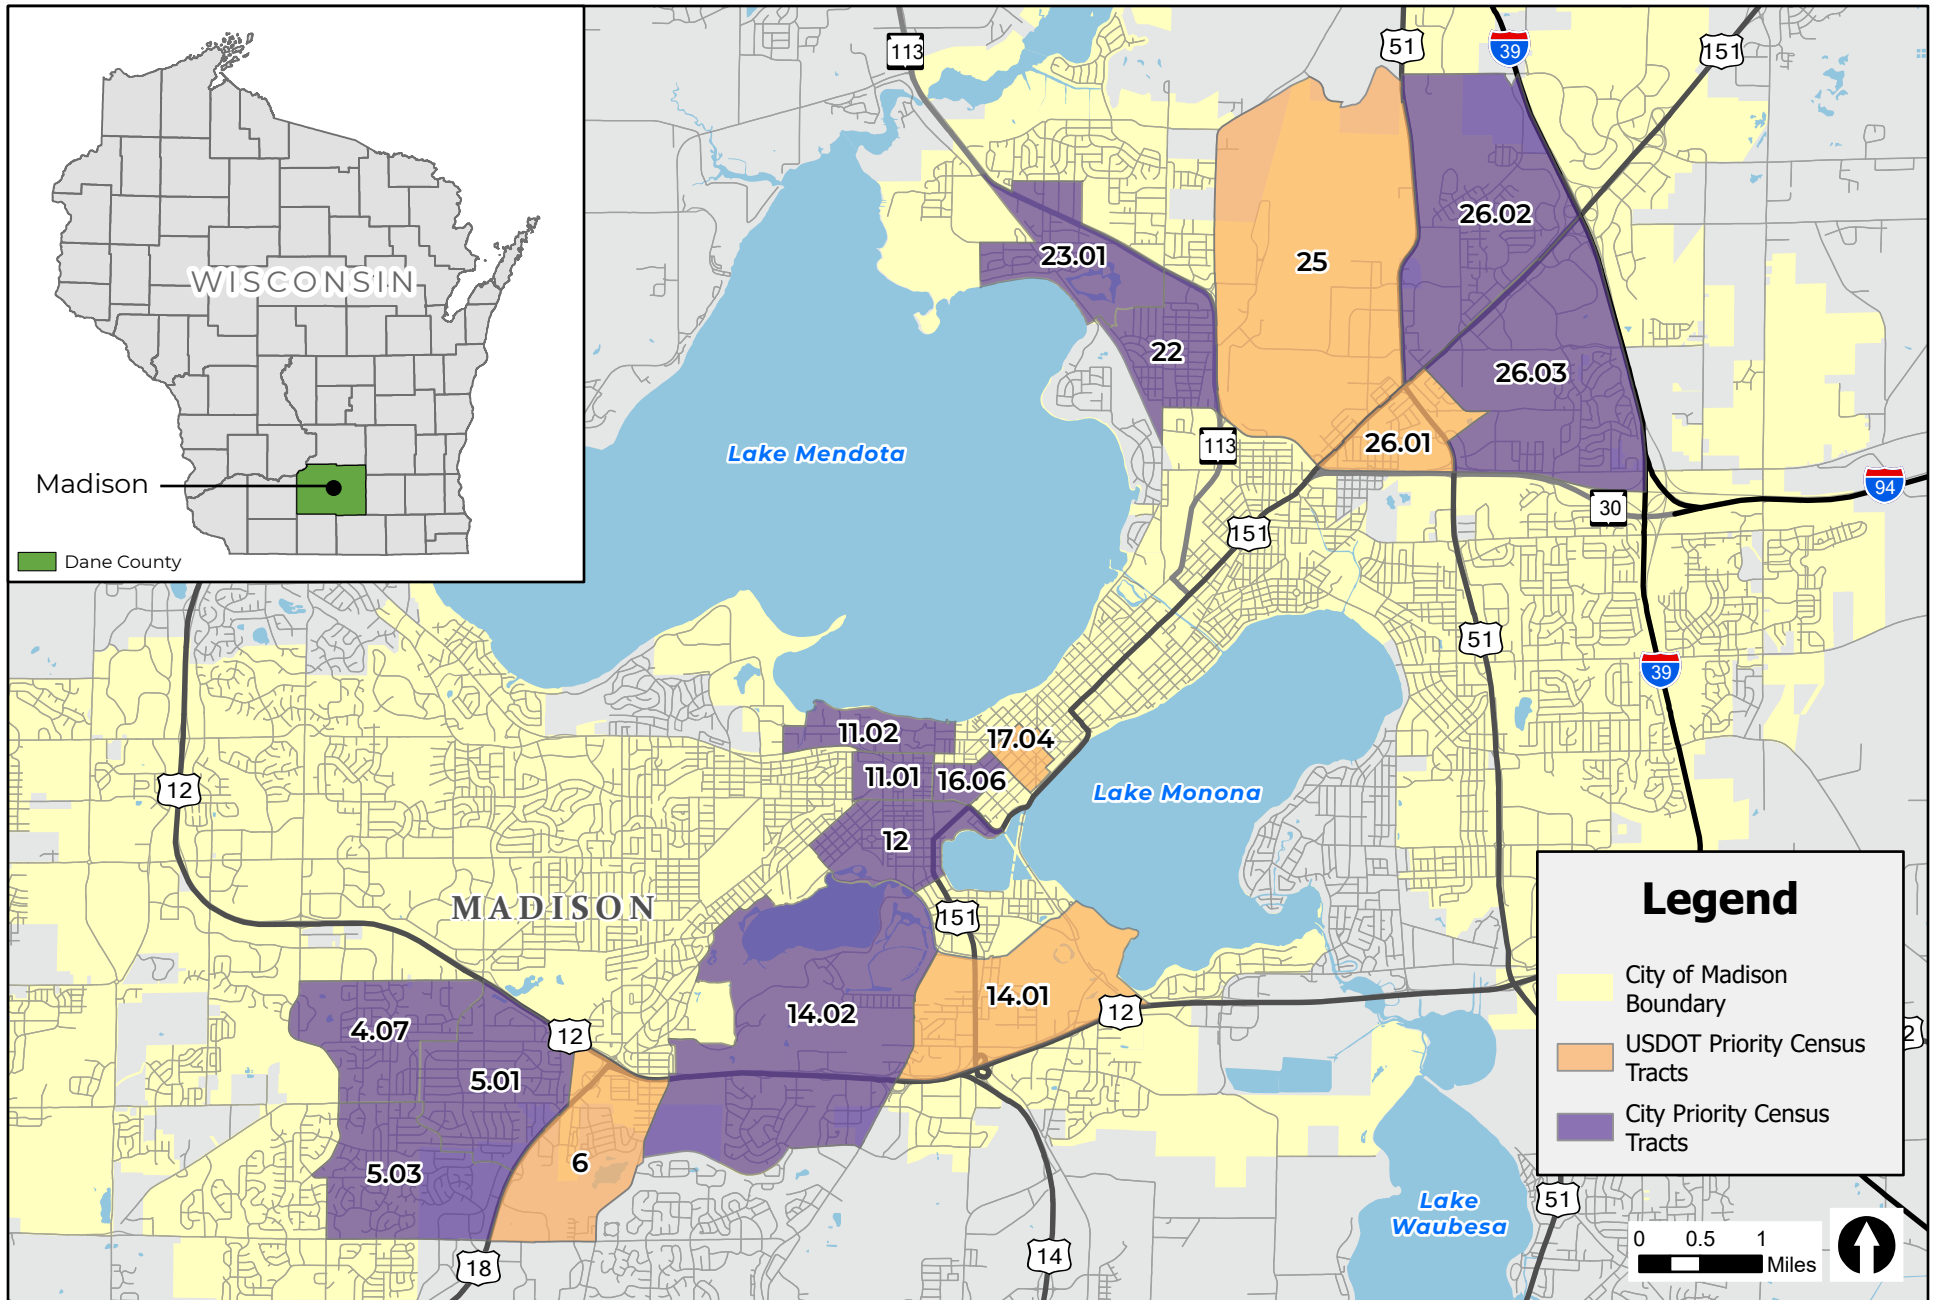 WISCONSIN
Madison
Dane County
113
51
39
151
26.02
23.01
25
22
26.03
Lake Mendota
26.01
113
94
30
151
51
39
11.02
17.04
11.01
16.06
12
Lake Monona
12
MADISON
151
14.01
14.02
12
4.07
12
5.01
6
5.03
Lake
Waubesa
51
18
14
Legend
City of Madison
Boundary
USDOT Priority Census
Tracts
City Priority Census
Tracts
2
0
0.5
1
Miles